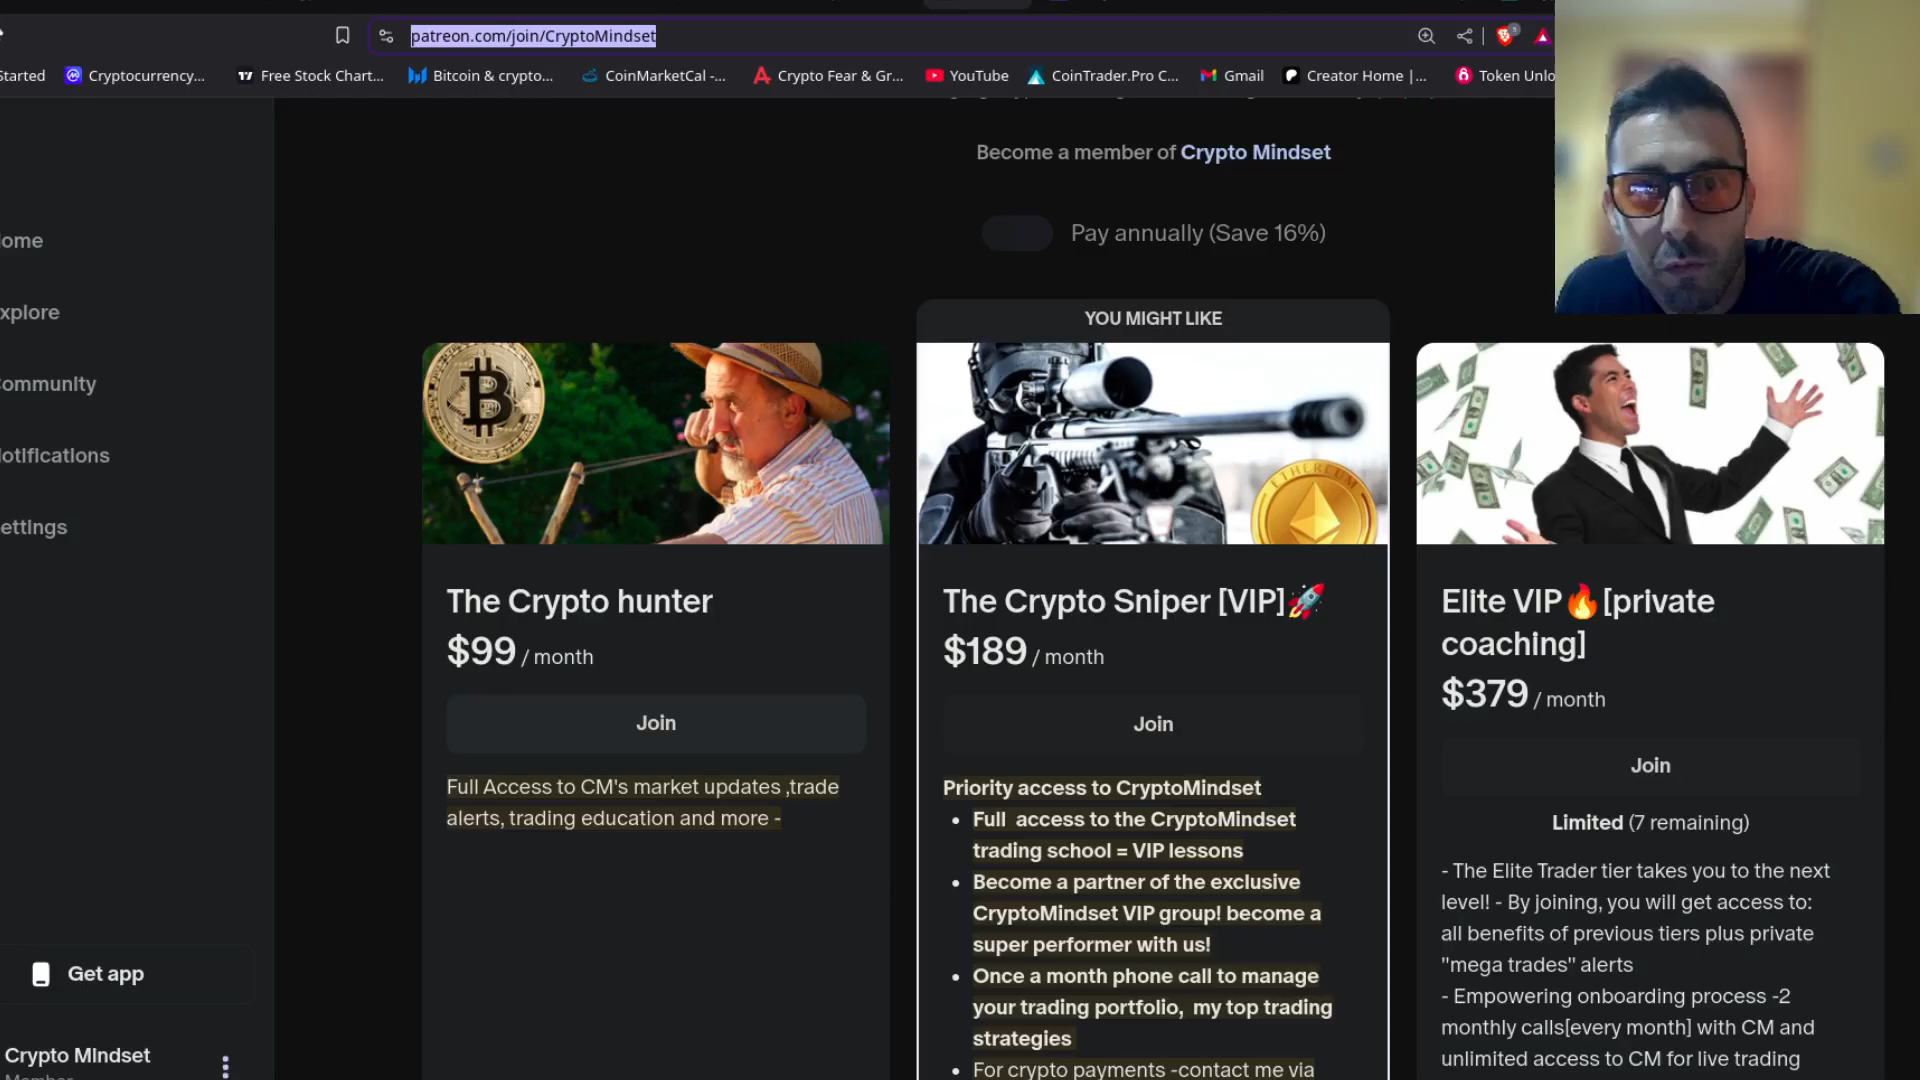 patreon.com/join/CryptoMindset
Started
Cryptocurrency...
Free Stock Chart...
Bitcoin & crypto...
CoinMarketCal -...
Crypto Fear & Gr...
YouTube
CoinTrader.Pro C...
Gmail
Creator Home |...
Token Unlo
Become a member of Crypto Mindset
Pay annually (Save 16%)
ome
xplore
ommunity
otifications
ettings
Get app
Crypto Mindset
YOU MIGHT LIKE
The Crypto hunter
$99 / month
Join
Full Access to CM's market updates ,trade
alerts, trading education and more -
ETHEREUM
The Crypto Sniper [VIP]🚀
$189 / month
Join
Priority access to CryptoMindset
• Full access to the CryptoMindset
trading school = VIP lessons
• Become a partner of the exclusive
CryptoMindset VIP group! become a
super performer with us!
• Once a month phone call to manage
your trading portfolio, my top trading
strategies
• For crypto payments -contact me via
Elite VIP🔥[private
coaching]
$379 / month
Join
Limited (7 remaining)
- The Elite Trader tier takes you to the next
level! - By joining, you will get access to:
all benefits of previous tiers plus private
"mega trades" alerts
- Empowering onboarding process -2
monthly calls[every month] with CM and
unlimited access to CM for live trading